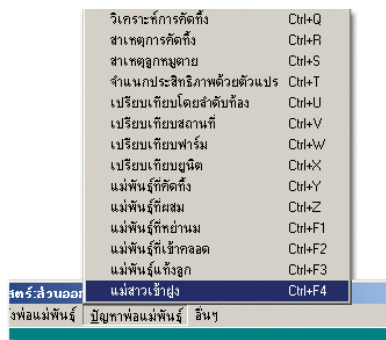 วิเคราะห์การคัดทิ้ง Ctrl+Q
สาเหตุการคัดทิ้ง Ctrl+R
สาเหตุลูกหมูตาย Ctrl+S
จำแนกประสิทธิภาพด้วยตัวแปร Ctrl+T
เปรียบเทียบโดยลำดับท้อง Ctrl+U
เปรียบเทียบสถานที่ Ctrl+V
เปรียบเทียบฟาร์ม Ctrl+W
เปรียบเทียบยูนิต Ctrl+X
แม่พันธุ์ที่คัดทิ้ง Ctrl+Y
แม่พันธุ์ที่ผสม Ctrl+Z
แม่พันธุ์ที่หย่านม Ctrl+F1
แม่พันธุ์ที่เข้าคลอด Ctrl+F2
แม่พันธุ์แท้งลูก Ctrl+F3
แม่สาวเข้าฝูง Ctrl+F4
สตร์:ส่วนออก
งพ่อแม่พันธุ์ ปัญหาพ่อแม่พันธุ์ อื่นๆ